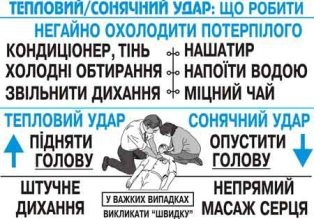 ТЕПЛОВИЙ/СОНЯЧНИЙ УДАР: ЩО РОБИТИ
НЕГАЙНО ОХОЛОДИТИ ПОТЕРПІЛОГО
КОНДИЦІОНЕР, ТІНЬ НАШАТИР
ХОЛОДНІ ОБТИРАННЯ НАПОЇТИ ВОДОЮ
ЗВІЛЬНИТИ ДИХАННЯ МІЦНИЙ ЧАЙ
ТЕПЛОВИЙ УДАР
ПІДНЯТИ
ГОЛОВУ
СОНЯЧНИЙ УДАР
ОПУСТИТИ
ГОЛОВУ
ШТУЧНЕ
ДИХАННЯ
У ВАЖКИХ ВИПАДКАХ
ВИКЛИКАТИ "ШВИДКУ"
НЕПРЯМИЙ
МАСАЖ СЕРЦЯ